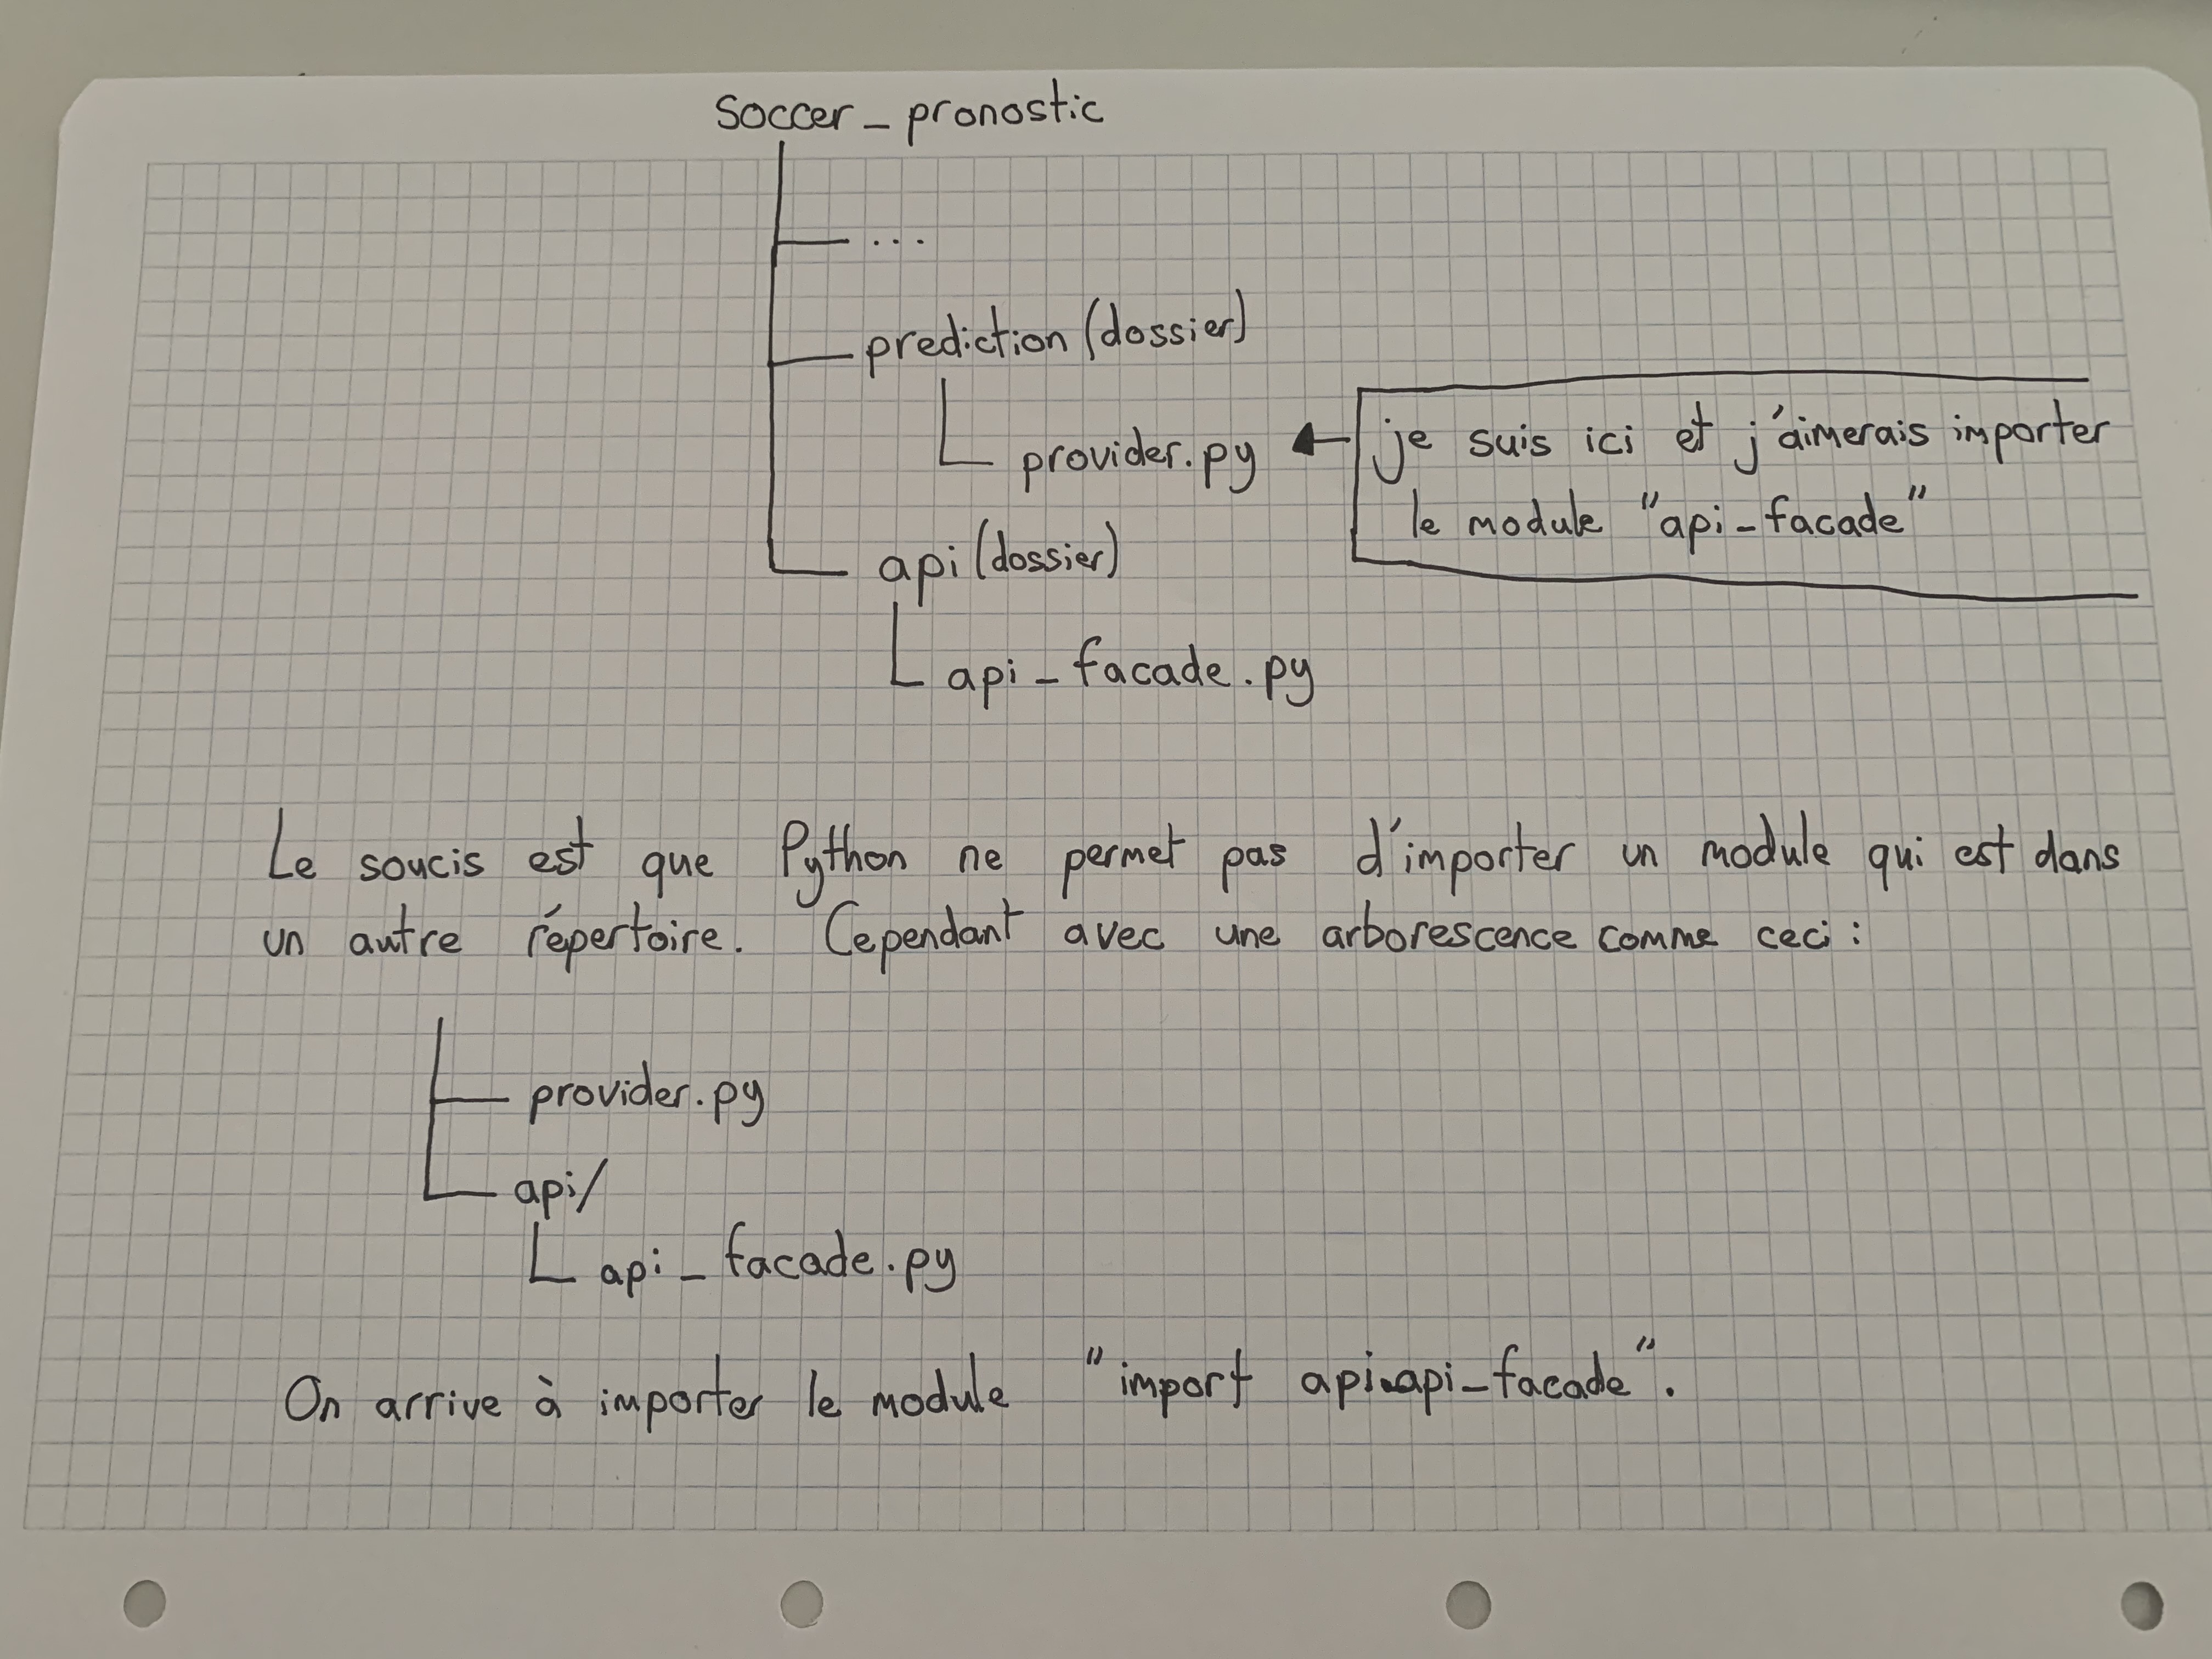 soccer_pronostic
...
prediction (dossier)
provider.py
je suis ici et j'aimerais importer
le module "api_facade"
api (dossier)
api_facade.py
Le soucis est que Python ne permet pas d'importer un module qui est dans
un autre répertoire. Cependant avec une arborescence comme ceci :
provider.py
api/
api_facade.py
On arrive à importer le module "import api.api_facade".